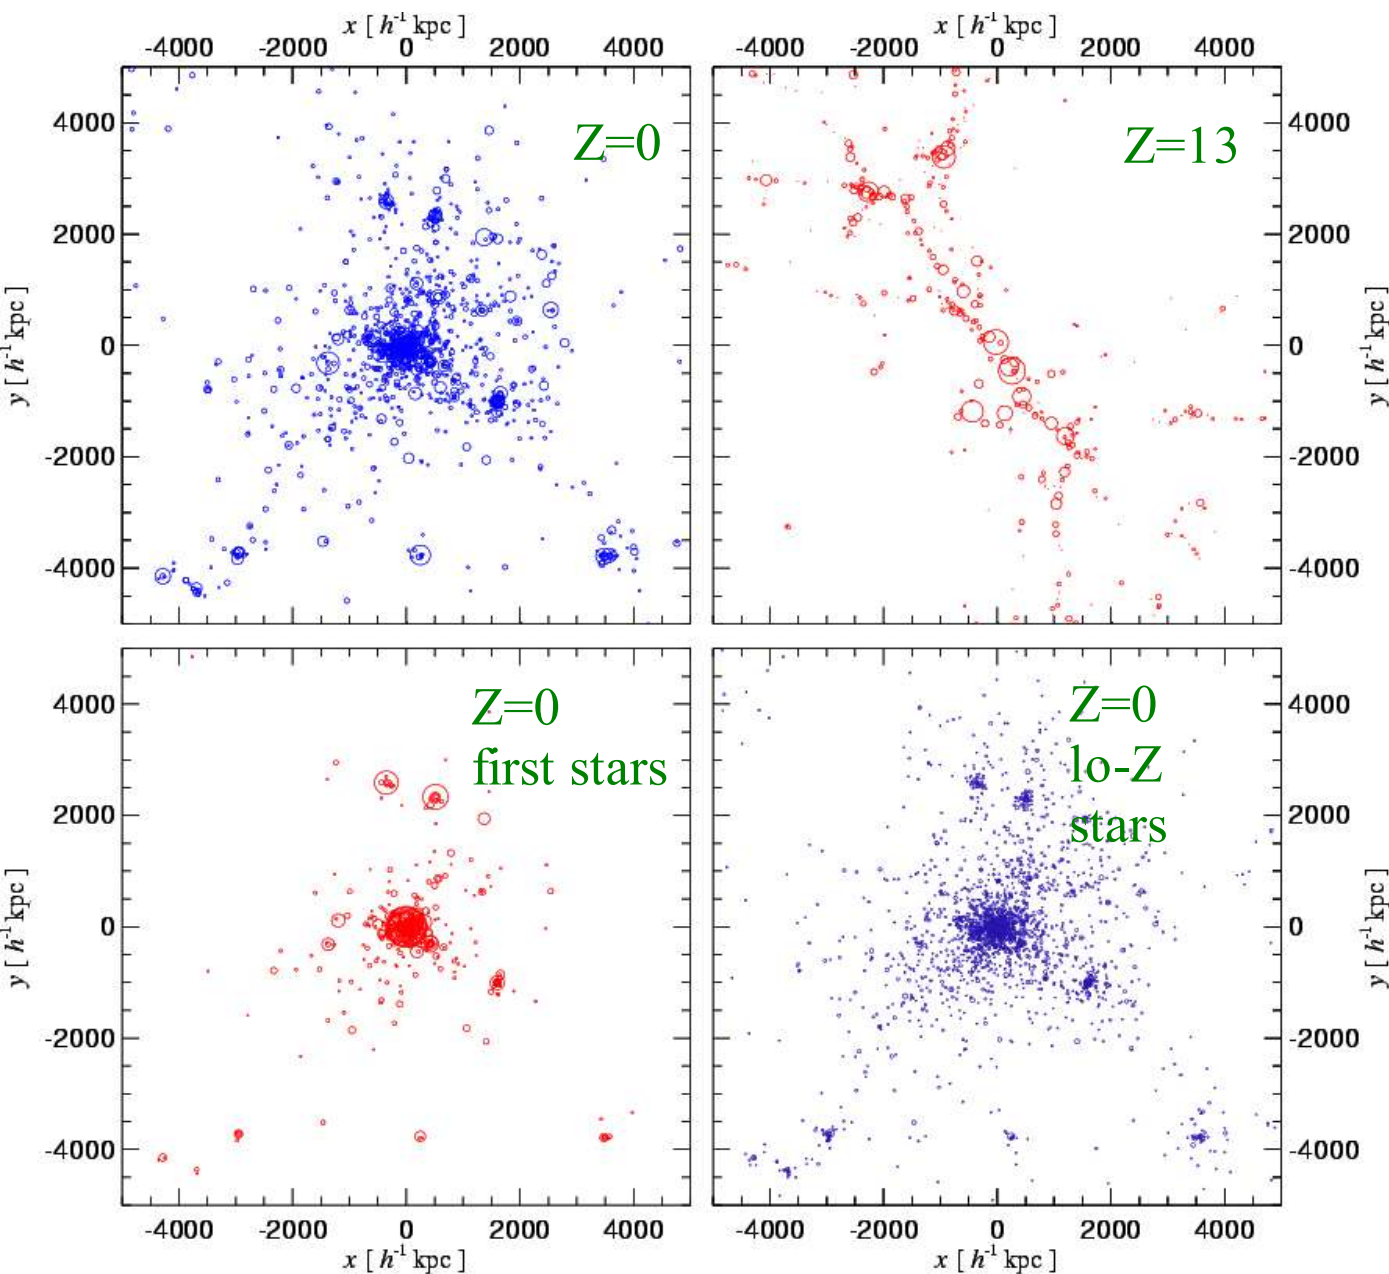 x [ h⁻¹ kpc ]
x [ h⁻¹ kpc ]
-4000 -2000 0 2000 4000
-4000 -2000 0 2000 4000
Z=0
Z=13
y [ h⁻¹ kpc ]
4000
2000
0
-2000
-4000
4000
2000
0
-2000
-4000
y [ h⁻¹ kpc ]
Z=0
first stars
Z=0
lo-Z
stars
y [ h⁻¹ kpc ]
4000
2000
0
-2000
-4000
4000
2000
0
-2000
-4000
y [ h⁻¹ kpc ]
-4000 -2000 0 2000 4000
-4000 -2000 0 2000 4000
x [ h⁻¹ kpc ]
x [ h⁻¹ kpc ]